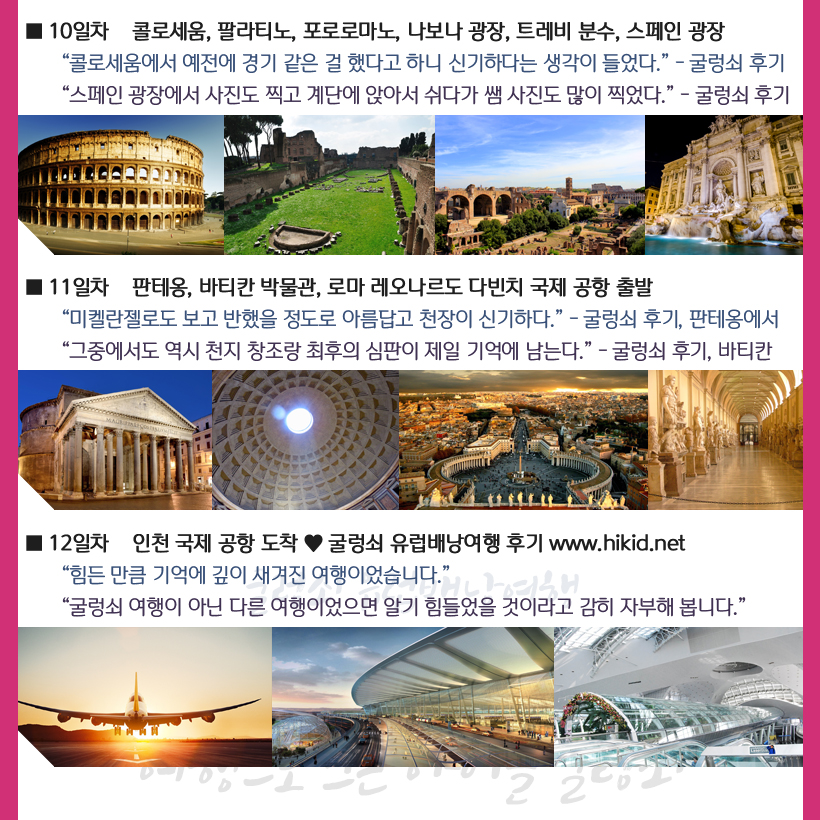 ■ 10일차 콜로세움, 팔라티노, 포로로마노, 나보나 광장, 트레비 분수, 스페인 광장
“콜로세움에서 예전에 경기 같은 걸 했다고 하니 신기하다는 생각이 들었다.” - 굴렁쇠 후기
“스페인 광장에서 사진도 찍고 계단에 앉아서 쉬다가 쌤 사진도 많이 찍었다.” - 굴렁쇠 후기
■ 11일차 판테옹, 바티칸 박물관, 로마 레오나르도 다빈치 국제 공항 출발
“미켈란젤로도 보고 반했을 정도로 아름답고 천장이 신기하다.” - 굴렁쇠 후기, 판테옹에서
“그중에서도 역시 천지 창조랑 최후의 심판이 제일 기억에 남는다.” - 굴렁쇠 후기, 바티칸
■ 12일차 인천 국제 공항 도착 ♥ 굴렁쇠 유럽배낭여행 후기 www.hikid.net
“힘든 만큼 기억에 깊이 새겨진 여행이었습니다.”
“굴렁쇠 여행이 아닌 다른 여행이었으면 알기 힘들었을 것이라고 감히 자부해 봅니다.”